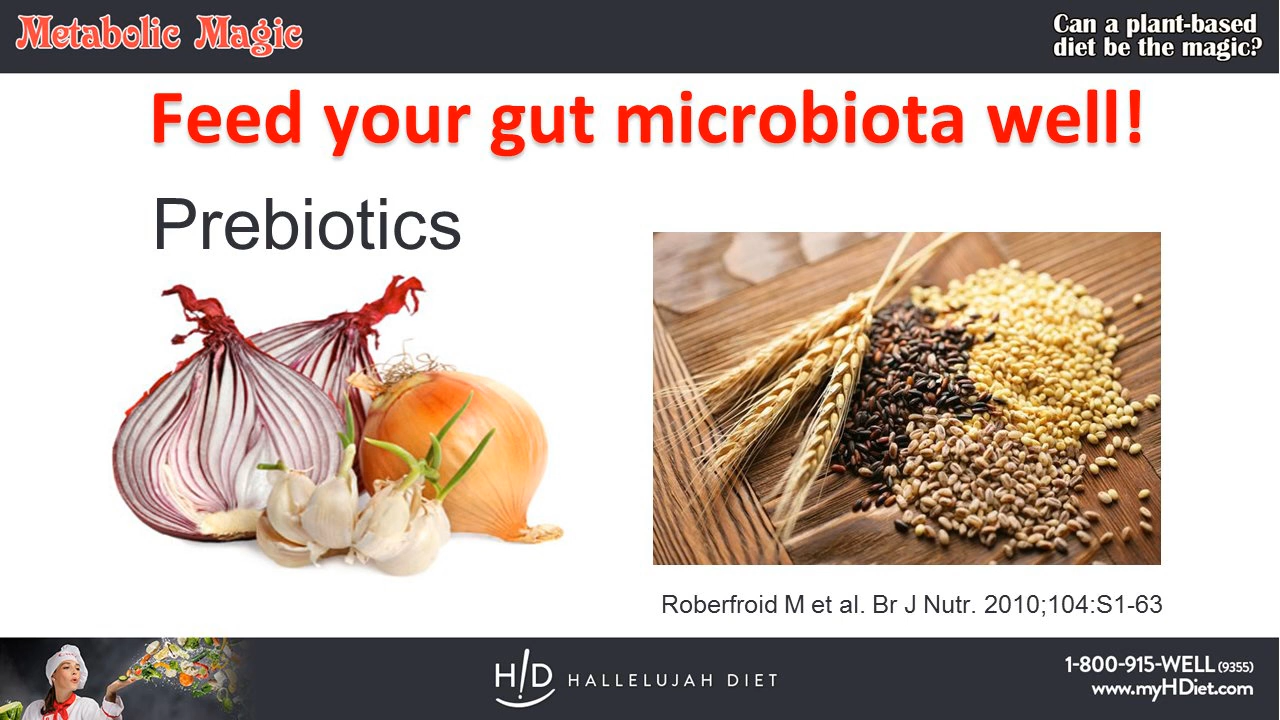 Metabolic Magic
Can a plant-based
diet be the magic?
Feed your gut microbiota well!
Prebiotics
Roberfroid M et al. Br J Nutr. 2010;104:S1-63
H!D HALLELUJAH DIET
1-800-915-WELL (9355)
www.myHDiet.com